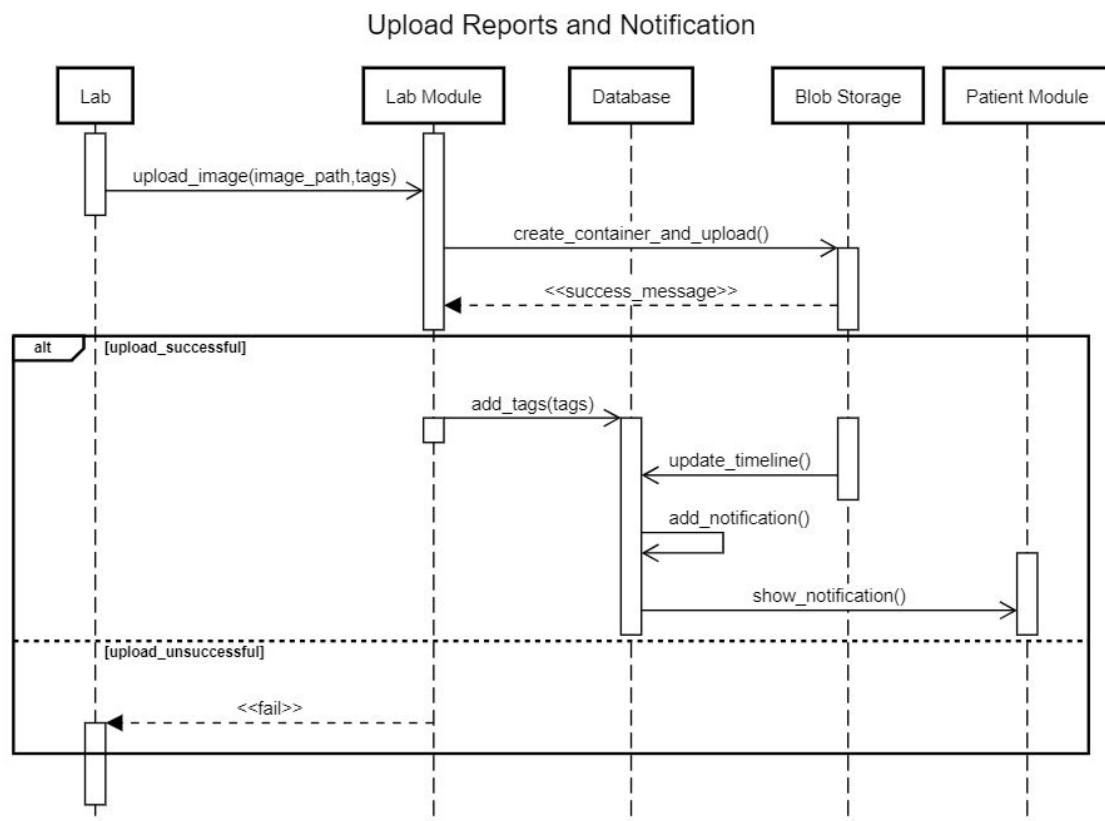 Upload Reports and Notification
Lab
Lab Module
Database
Blob Storage
Patient Module
upload_image(image_path,tags)
create_container_and_upload()
<<success_message>>
alt
[upload_successful]
add_tags(tags)
update_timeline()
add_notification()
show_notification()
[upload_unsuccessful]
<<fail>>